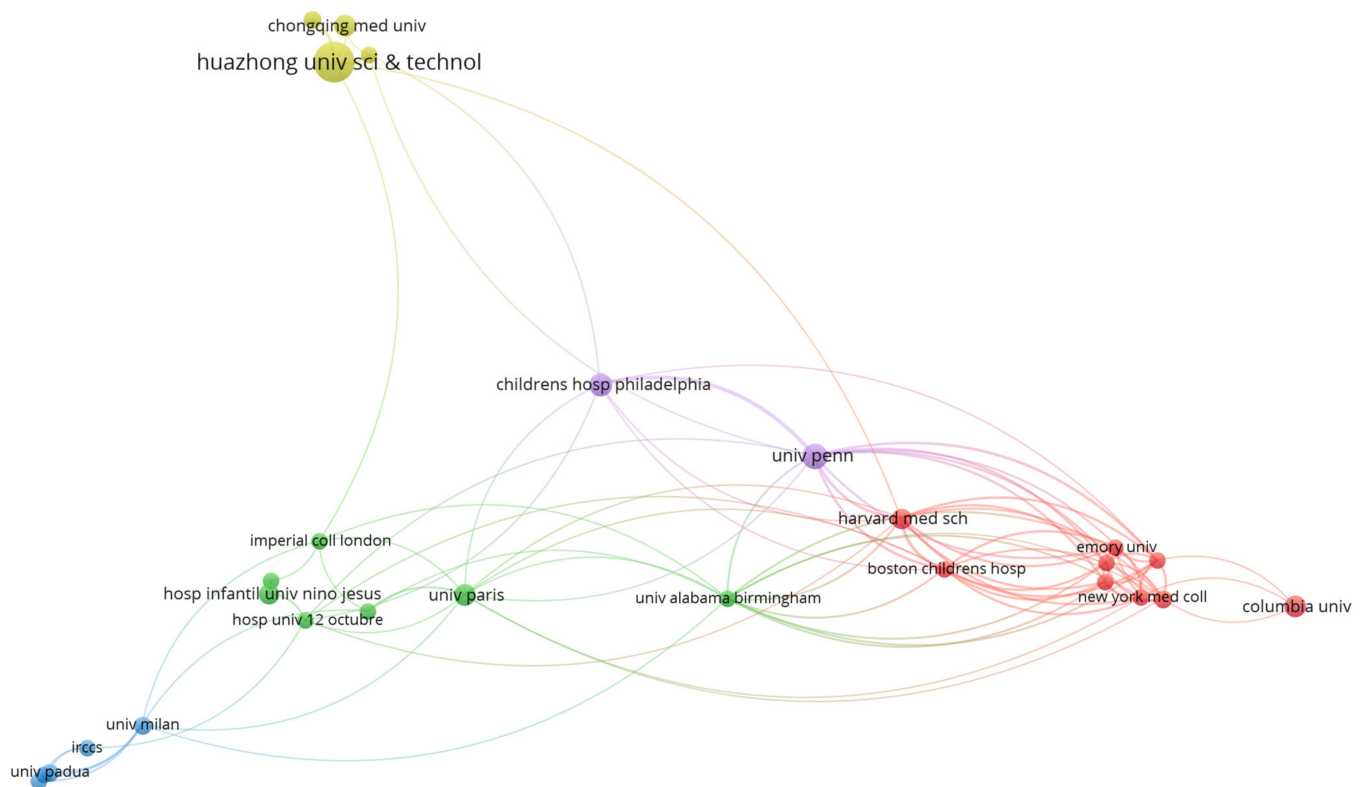 chongqing med univ
huazhong univ sci & technol
childrens hosp philadelphia
univ penn
harvard med sch
imperial coll london
emory univ
boston childrens hosp
hosp infantil univ nino jesus
univ paris
univ alabama birmingham
new york med coll
columbia univ
hosp univ 12 octubre
univ milan
irccs
univ padua